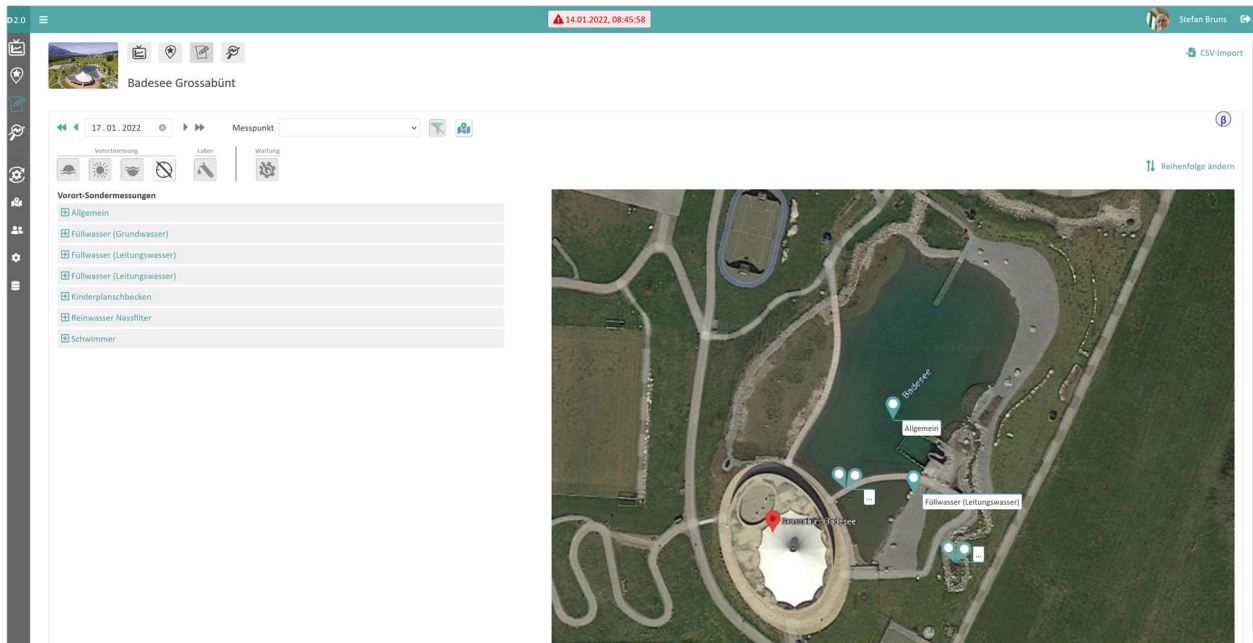 D 2.0
14.01.2022, 08:45:58
Stefan Bruns
CSV-Import
Badesee Grossabünt
β
17.01.2022
Messpunkt
Vorortmessung
Labor
Wartung
Reihenfolge ändern
Vorort-Sondermessungen
Allgemein
Füllwasser (Grundwasser)
Füllwasser (Leitungswasser)
Füllwasser (Leitungswasser)
Kinderplanschbecken
Reinwasser Nassfilter
Schwimmer
Badesee
Allgemein
...
Füllwasser (Leitungswasser)
...